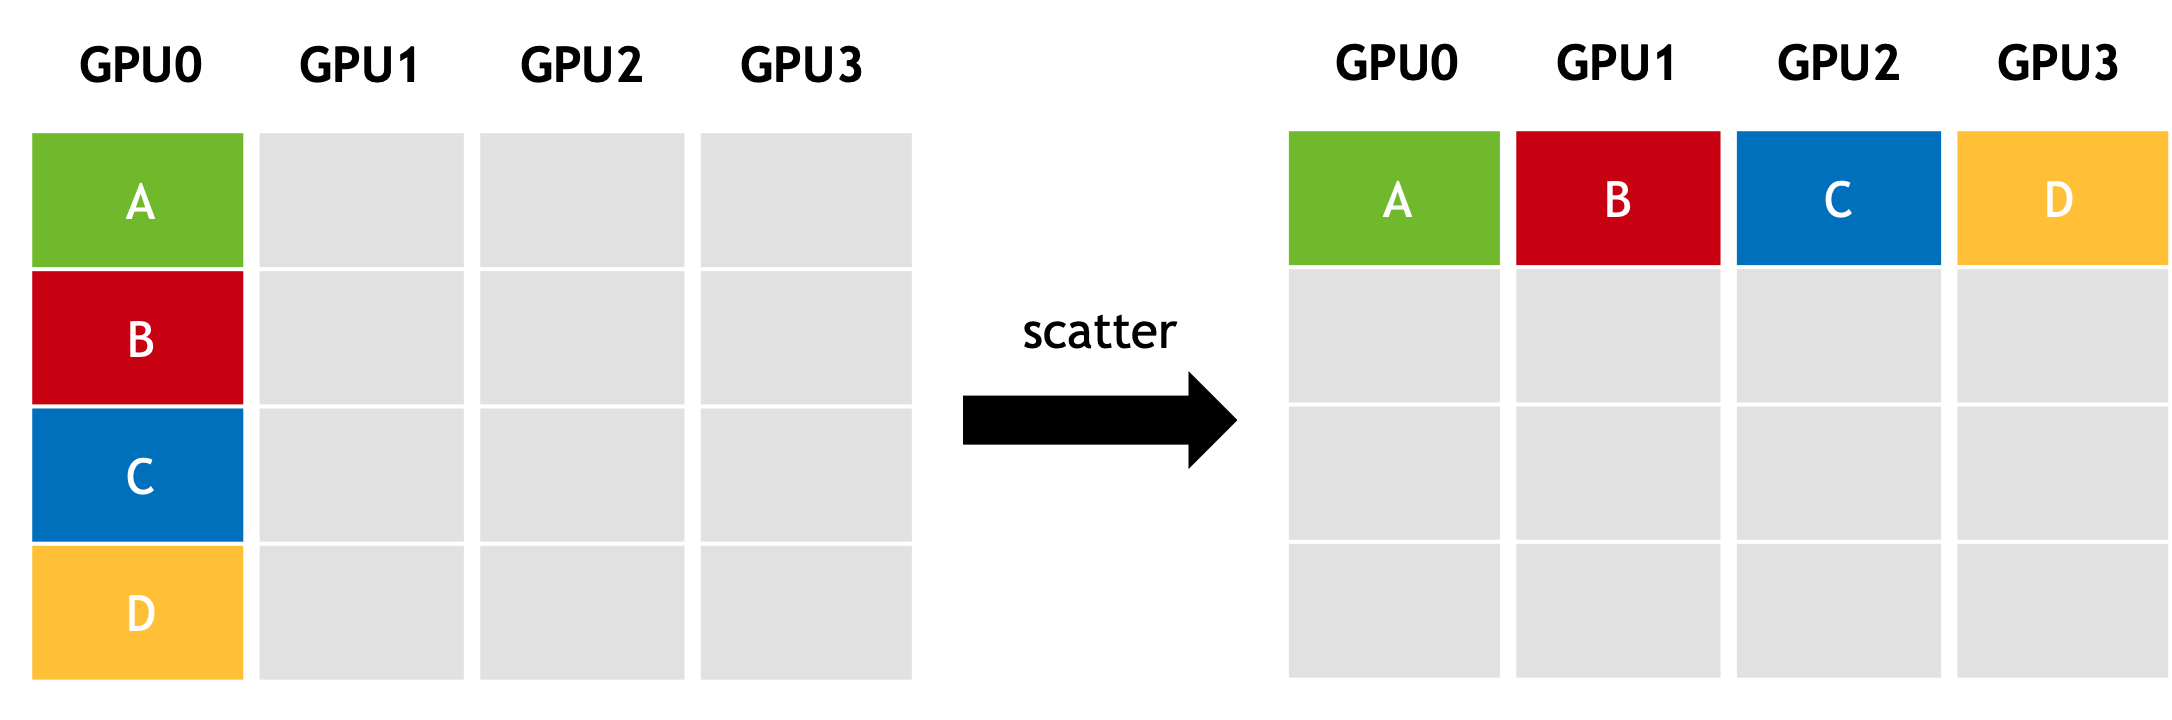 GPU0 GPU1 GPU2 GPU3
A
B
C
D
scatter
GPU0 GPU1 GPU2 GPU3
A B C D